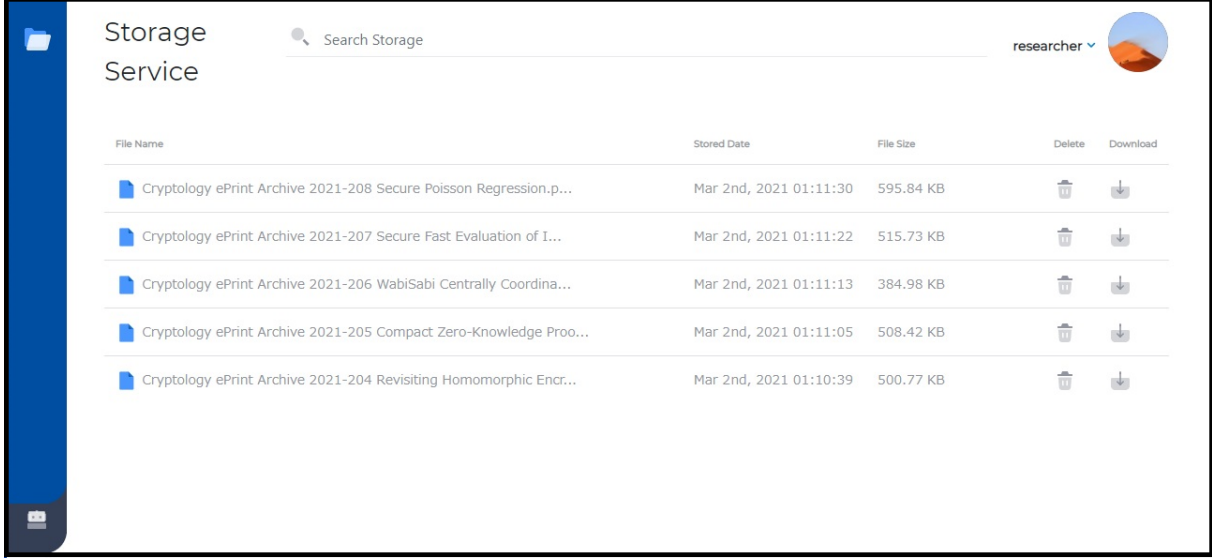 Storage
Service
Search Storage
researcher
File Name Stored Date File Size Delete Download
Cryptology ePrint Archive 2021-208 Secure Poisson Regression.p... Mar 2nd, 2021 01:11:30 595.84 KB
Cryptology ePrint Archive 2021-207 Secure Fast Evaluation of I... Mar 2nd, 2021 01:11:22 515.73 KB
Cryptology ePrint Archive 2021-206 WabiSabi Centrally Coordina... Mar 2nd, 2021 01:11:13 384.98 KB
Cryptology ePrint Archive 2021-205 Compact Zero-Knowledge Proo... Mar 2nd, 2021 01:11:05 508.42 KB
Cryptology ePrint Archive 2021-204 Revisiting Homomorphic Encr... Mar 2nd, 2021 01:10:39 500.77 KB